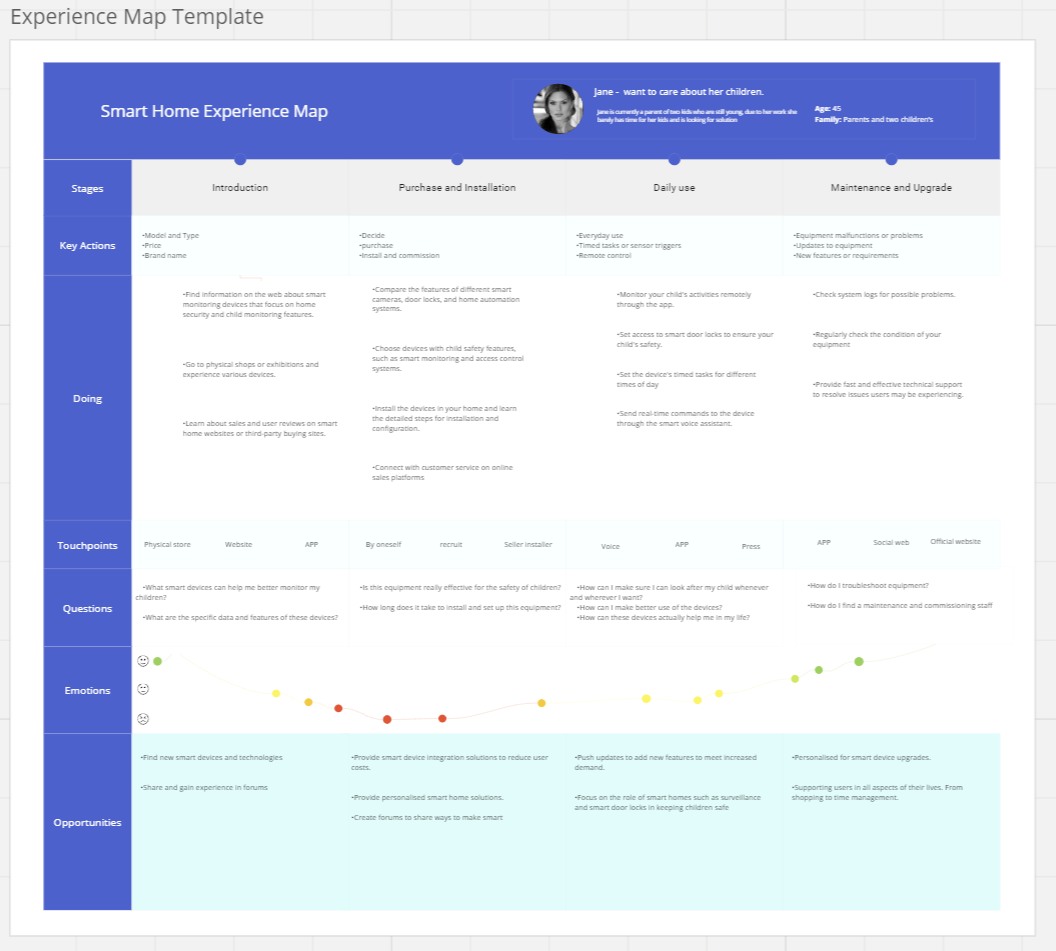 Experience Map Template
Smart Home Experience Map
Jane - want to care about her children.
Jane is currently a parent of two kids who are still young, due to her work she
barely has time for her kids and is looking for solution
Age: 45
Family: Parents and two children's
Stages
Introduction
Purchase and Installation
Daily use
Maintenance and Upgrade
Key Actions
•Model and Type
•Price
•Brand name
•Decide
•purchase
•Install and commission
•Everyday use
•Timed tasks or sensor triggers
•Remote control
•Equipment malfunctions or problems
•Updates to equipment
•New features or requirements
Doing
•Find information on the web about smart
monitoring devices that focus on home
security and child monitoring features.
•Go to physical shops or exhibitions and
experience various devices.
•Learn about sales and user reviews on smart
home websites or third-party buying sites.
•Compare the features of different smart
cameras, door locks, and home automation
systems.
•Choose devices with child safety features,
such as smart monitoring and access control
systems.
•Install the devices in your home and learn
the detailed steps for installation and
configuration.
•Connect with customer service on online
sales platforms
•Monitor your child's activities remotely
through the app.
•Set access to smart door locks to ensure your
child's safety.
•Set the device's timed tasks for different
times of day
•Send real-time commands to the device
through the smart voice assistant.
•Check system logs for possible problems.
•Regularly check the condition of your
equipment
•Provide fast and effective technical support
to resolve issues users may be experiencing.
Touchpoints
Physical store
Website
APP
By oneself
recruit
Seller installer
Voice
APP
Press
APP
Social web
Official website
Questions
•What smart devices can help me better monitor my
children?
•What are the specific data and features of these devices?
•Is this equipment really effective for the safety of children?
•How long does it take to install and set up this equipment?
•How can I make sure I can look after my child whenever
and wherever I want?
•How can I make better use of the devices?
•How can these devices actually help me in my life?
•How do I troubleshoot equipment?
•How do I find a maintenance and commissioning staff
Emotions
Opportunities
•Find new smart devices and technologies
•Share and gain experience in forums
•Provide smart device integration solutions to reduce user
costs.
•Provide personalised smart home solutions.
•Create forums to share ways to make smart
•Push updates to add new features to meet increased
demand.
•Focus on the role of smart homes such as surveillance
and smart door locks in keeping children safe
•Personalised for smart device upgrades.
•Supporting users in all aspects of their lives. From
shopping to time management.